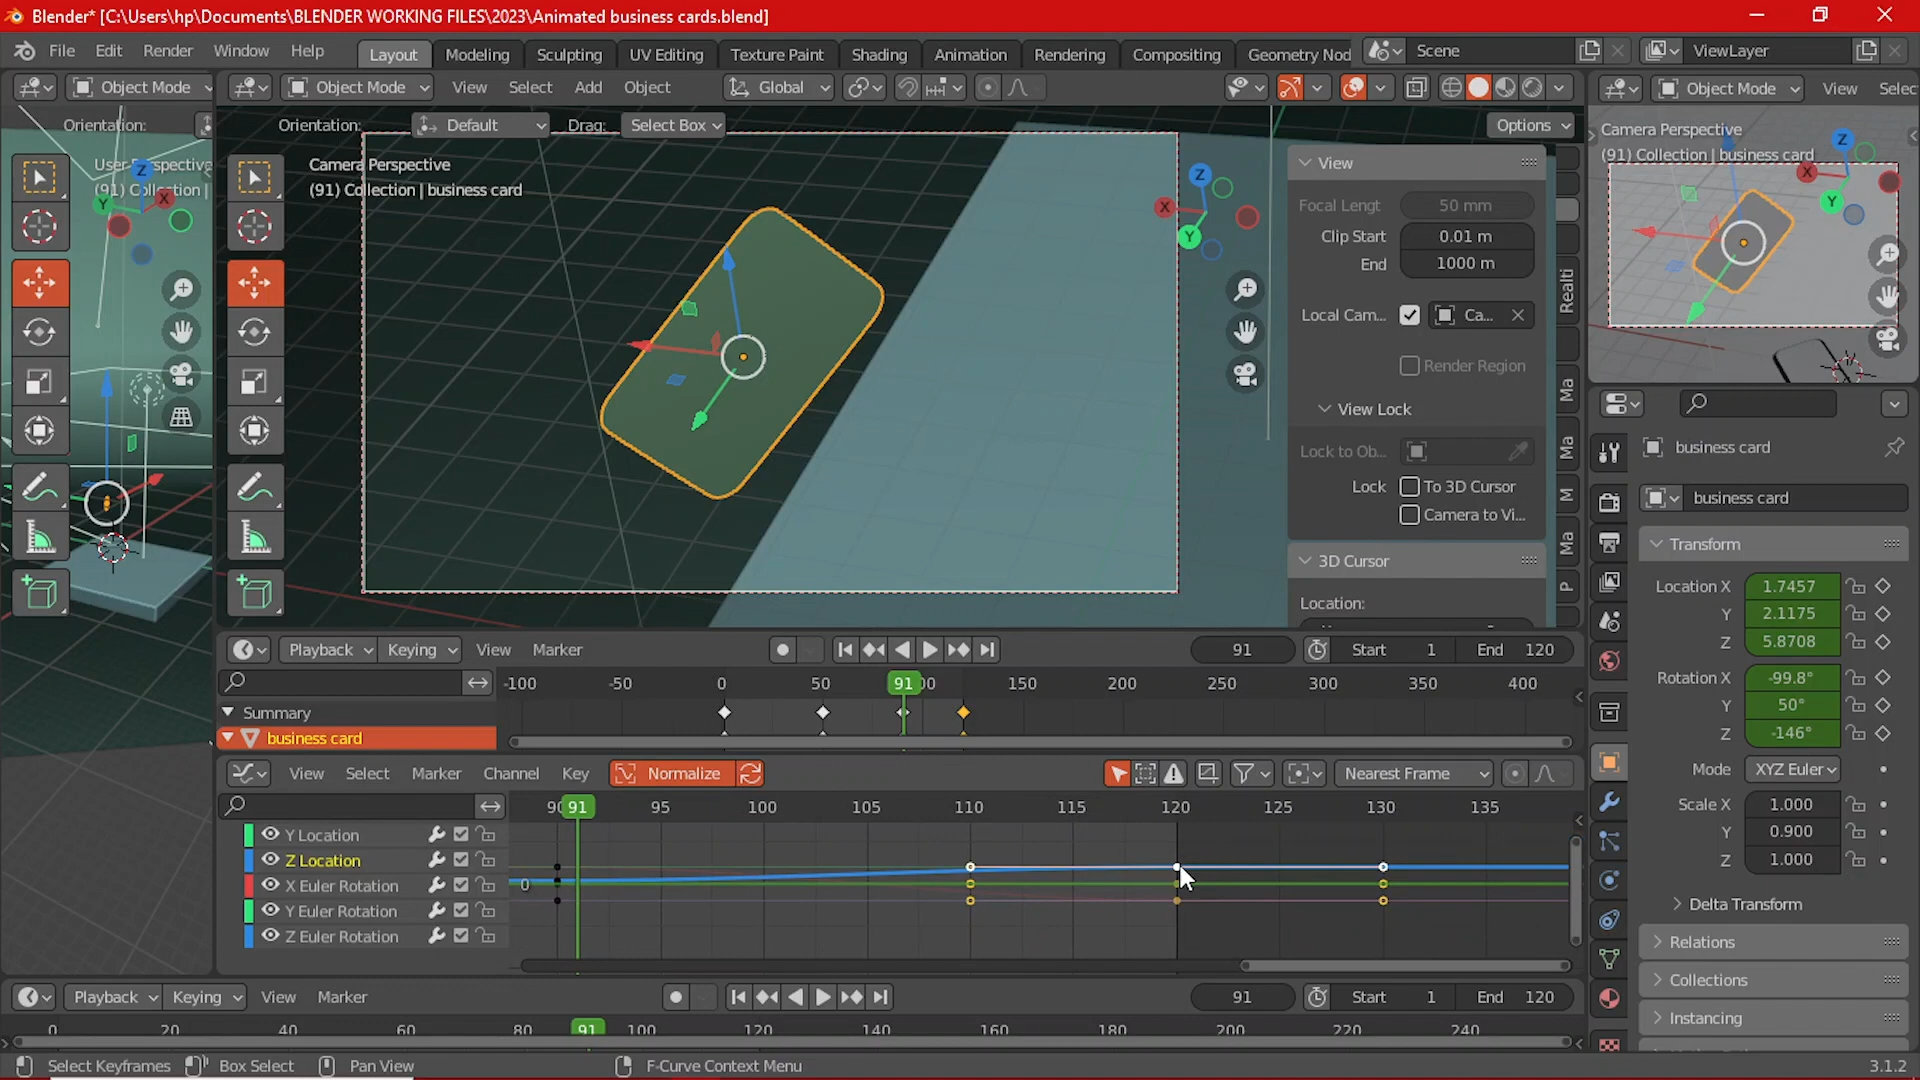 Blender* [C:\Users\hp\Documents\BLENDER WORKING FILES\2023\Animated business cards.blend]
File Edit Render Window Help Layout Modeling Sculpting UV Editing Texture Paint Shading Animation Rendering Compositing Geometry Nod Scene ViewLayer
Object Mode Object Mode View Select Add Object Global Object Mode View Selec
Orientation: Orientation: Default Drag: Select Box Options
User Perspective
(91) Collection |
Camera Perspective
(91) Collection | business card
View
Focal Lengt 50 mm
Clip Start 0.01 m
End 1000 m
Local Cam... Ca...
Render Region
View Lock
Lock to Ob...
Lock To 3D Cursor
Camera to Vi...
3D Cursor
Location:
Realti
Ma
Ma
M
Ma
P
Camera Perspective
(91) Collection | business card
business card
business card
Transform
Location X 1.7457
Y 2.1175
Z 5.8708
Rotation X -99.8°
Y 50°
Z -146°
Mode XYZ Euler
Scale X 1.000
Y 0.900
Z 1.000
Delta Transform
Relations
Collections
Instancing
Playback Keying View Marker 91 Start 1 End 120
-100 -50 0 50 91 00 150 200 250 300 350 400
Summary
business card
View Select Marker Channel Key Normalize Nearest Frame
90 91 95 100 105 110 115 120 125 130 135
Y Location
Z Location
X Euler Rotation 0
Y Euler Rotation
Z Euler Rotation
Playback Keying View Marker 91 Start 1 End 120
0 20 40 60 80 91 100 120 140 160 180 200 220 240
Select Keyframes Box Select Pan View F-Curve Context Menu 3.1.2